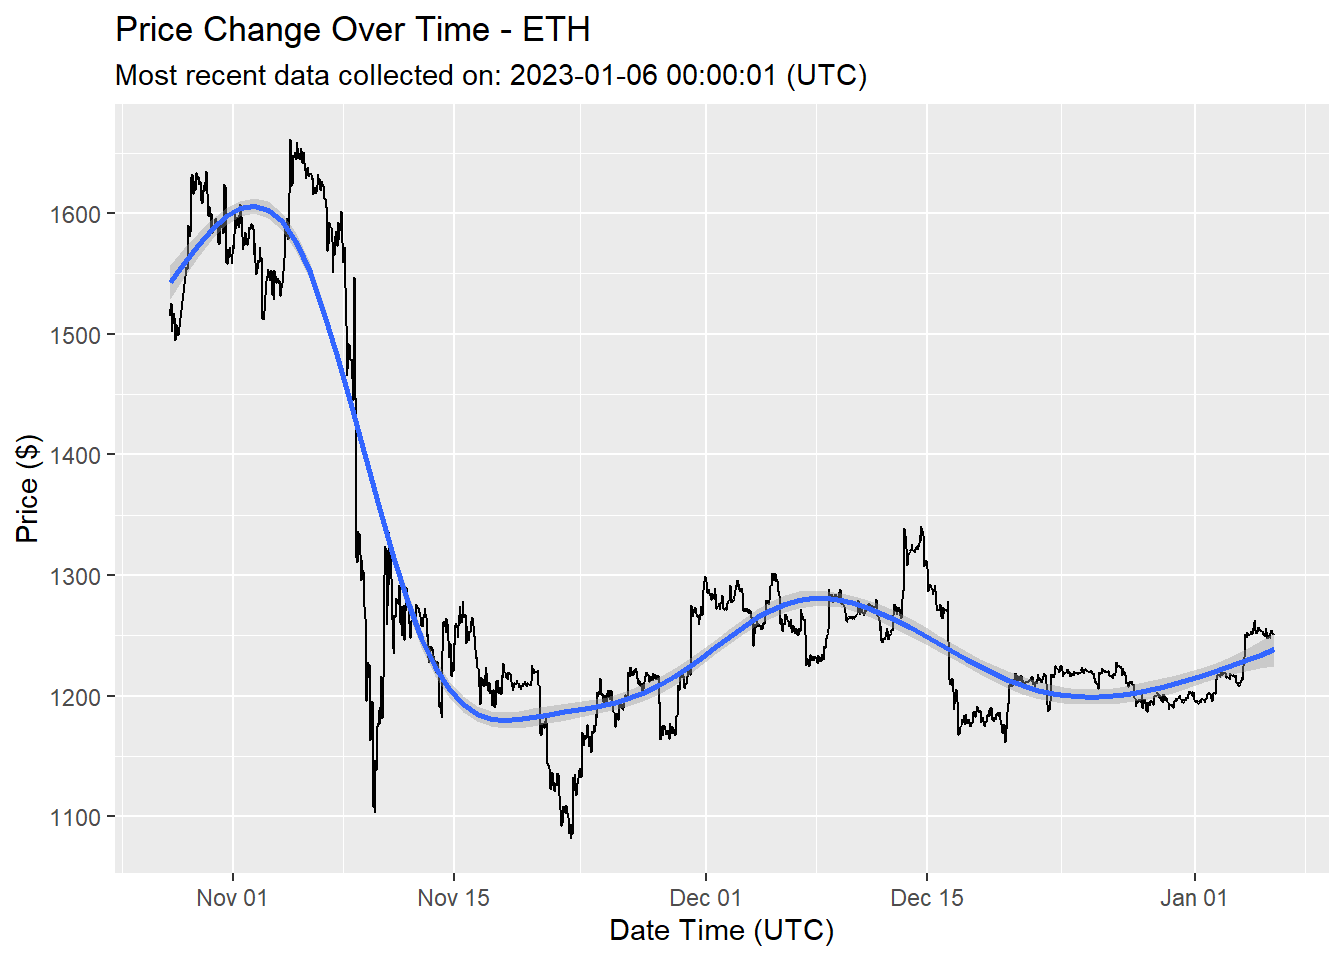 Price Change Over Time - ETH
Most recent data collected on: 2023-01-06 00:00:01 (UTC)
Price ($)
1600
1500
1400
1300
1200
1100
Nov 01
Nov 15
Dec 01
Dec 15
Jan 01
Date Time (UTC)